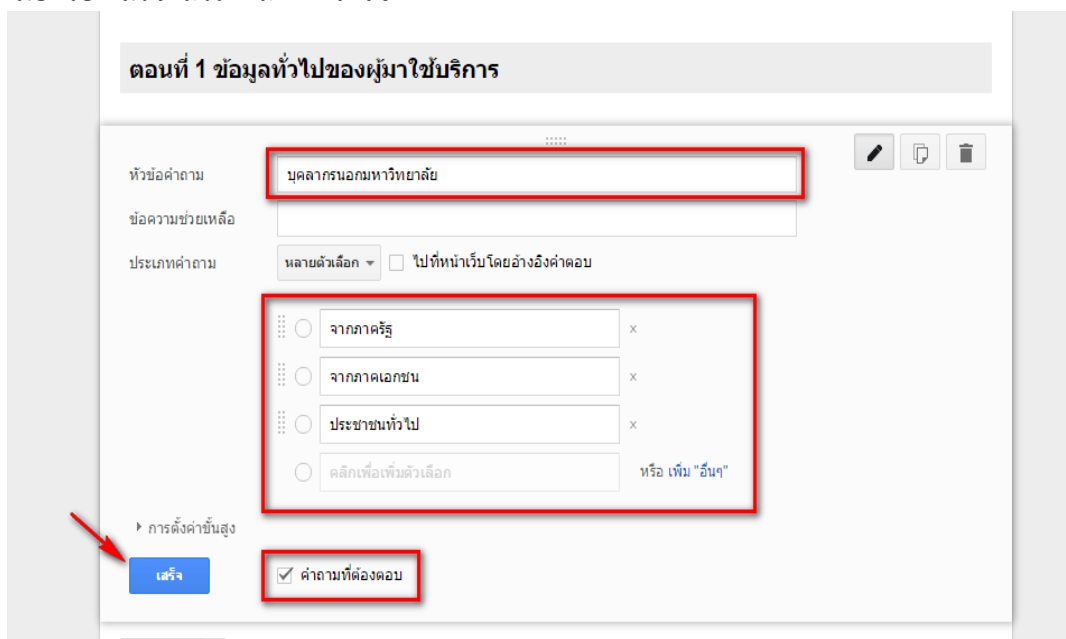 ตอนที่ 1 ข้อมูลทั่วไปของผู้มาใช้บริการ
หัวข้อคำถาม บุคลากรนอกมหาวิทยาลัย
ข้อความช่วยเหลือ
ประเภทคำถาม หลายตัวเลือก ไปที่หน้าเว็บโดยอ้างอิงคำตอบ
จากภาครัฐ x
จากภาคเอกชน x
ประชาชนทั่วไป x
คลิกเพื่อเพิ่มตัวเลือก หรือ เพิ่ม "อื่นๆ"
การตั้งค่าขั้นสูง
เสร็จ คำถามที่ต้องตอบ